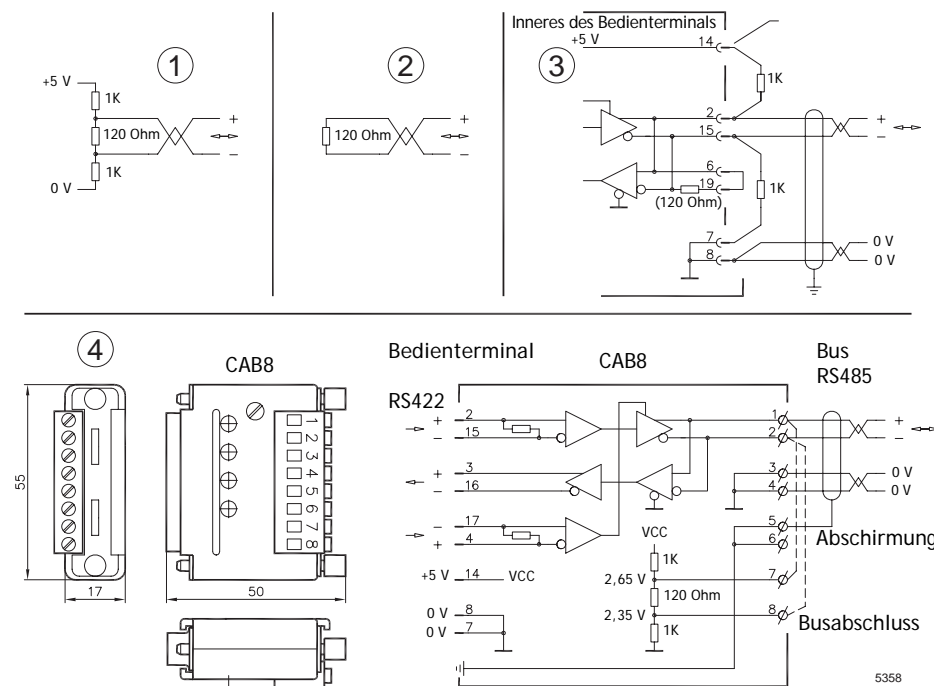 1
+5 V
1K
120 Ohm
+
−
1K
0 V
2
120 Ohm
+
−
3
Inneres des Bedienterminals
+5 V
14
1K
2
+
15
−
6
19
(120 Ohm)
1K
7
0 V
8
0 V
4
CAB8
55
17
50
1
2
3
4
5
6
7
8
Bedienterminal
CAB8
Bus
RS485
RS422
+ 2
− 15
+ 3
− 16
− 17
+ 4
+5 V 14 VCC
0 V 8
0 V 7
VCC
1K
2,65 V
120 Ohm
2,35 V
1K
1 +
2 −
3 0 V
4 0 V
5
6
Abschirmung
7
8
Busabschluss
5358